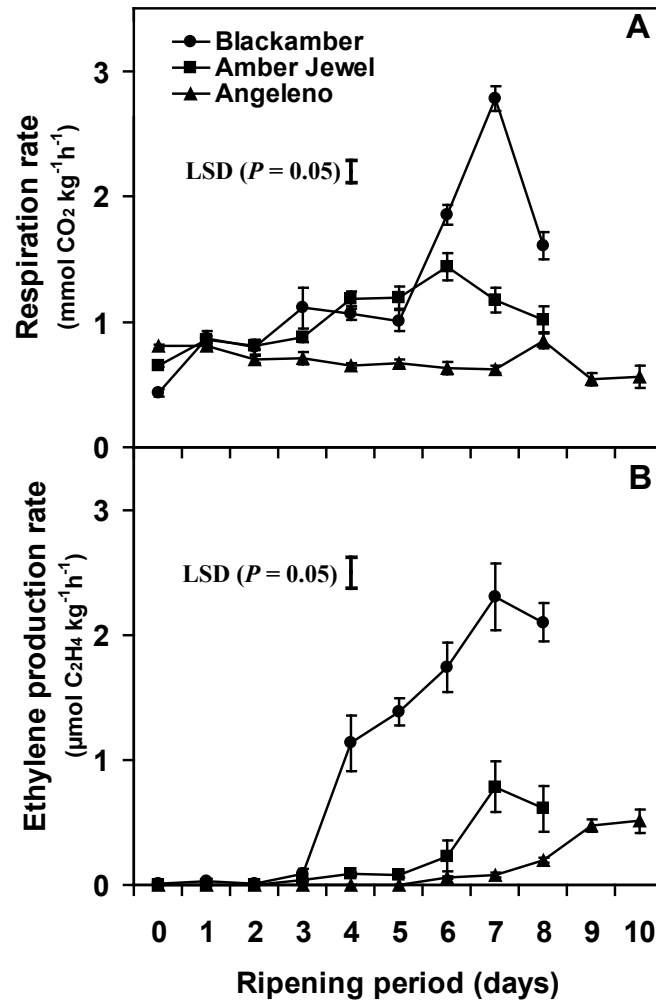 A
Blackamber
Amber Jewel
Angeleno
3
LSD (P = 0.05)
2
1
0
Respiration rate
(mmol CO₂ kg⁻¹h⁻¹)
B
3
LSD (P = 0.05)
2
1
0
Ethylene production rate
(µmol C₂H₄ kg⁻¹h⁻¹)
0 1 2 3 4 5 6 7 8 9 10
Ripening period (days)